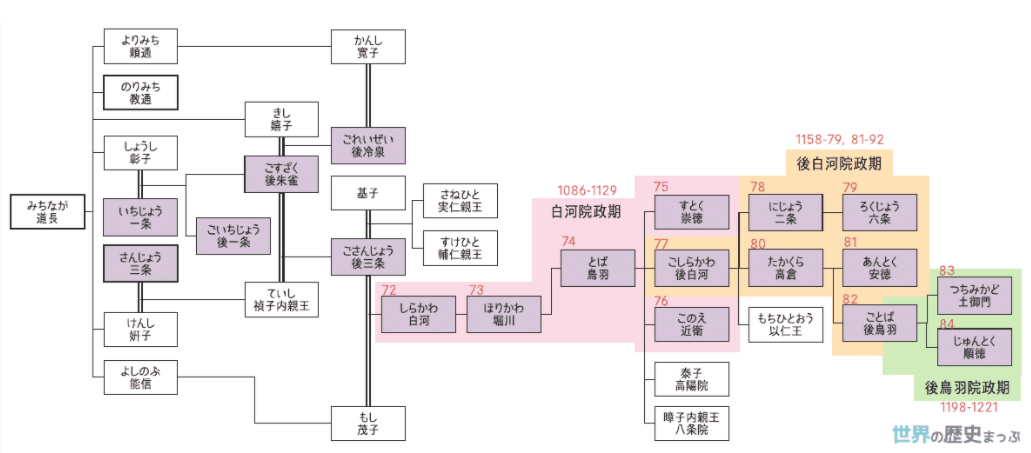 よりみち
頼通
かんし
寛子
のりみち
教通
きし
嬉子
ごれいぜい
後冷泉
しょうし
彰子
ごすざく
後朱雀
みちなが
道長
いちじょう
一条
ごいちじょう
後一条
さんじょう
三条
けんし
妍子
ていし
禎子内親王
よしのぶ
能信
基子
さねひと
実仁親王
すけひと
輔仁親王
ごさんじょう
後三条
もし
茂子
1086-1129
白河院政期
72
しらかわ
白河
73
ほりかわ
堀川
74
とば
鳥羽
75
すとく
崇徳
77
ごしらかわ
後白河
76
このえ
近衛
泰子
高陽院
暲子内親王
八条院
1158-79, 81-92
後白河院政期
78
にじょう
二条
79
ろくじょう
六条
80
たかくら
高倉
81
あんとく
安徳
もちひとおう
以仁王
82
ごとば
後鳥羽
83
つちみかど
土御門
84
じゅんとく
順徳
後鳥羽院政期
1198-1221
世界の歴史まっぷ